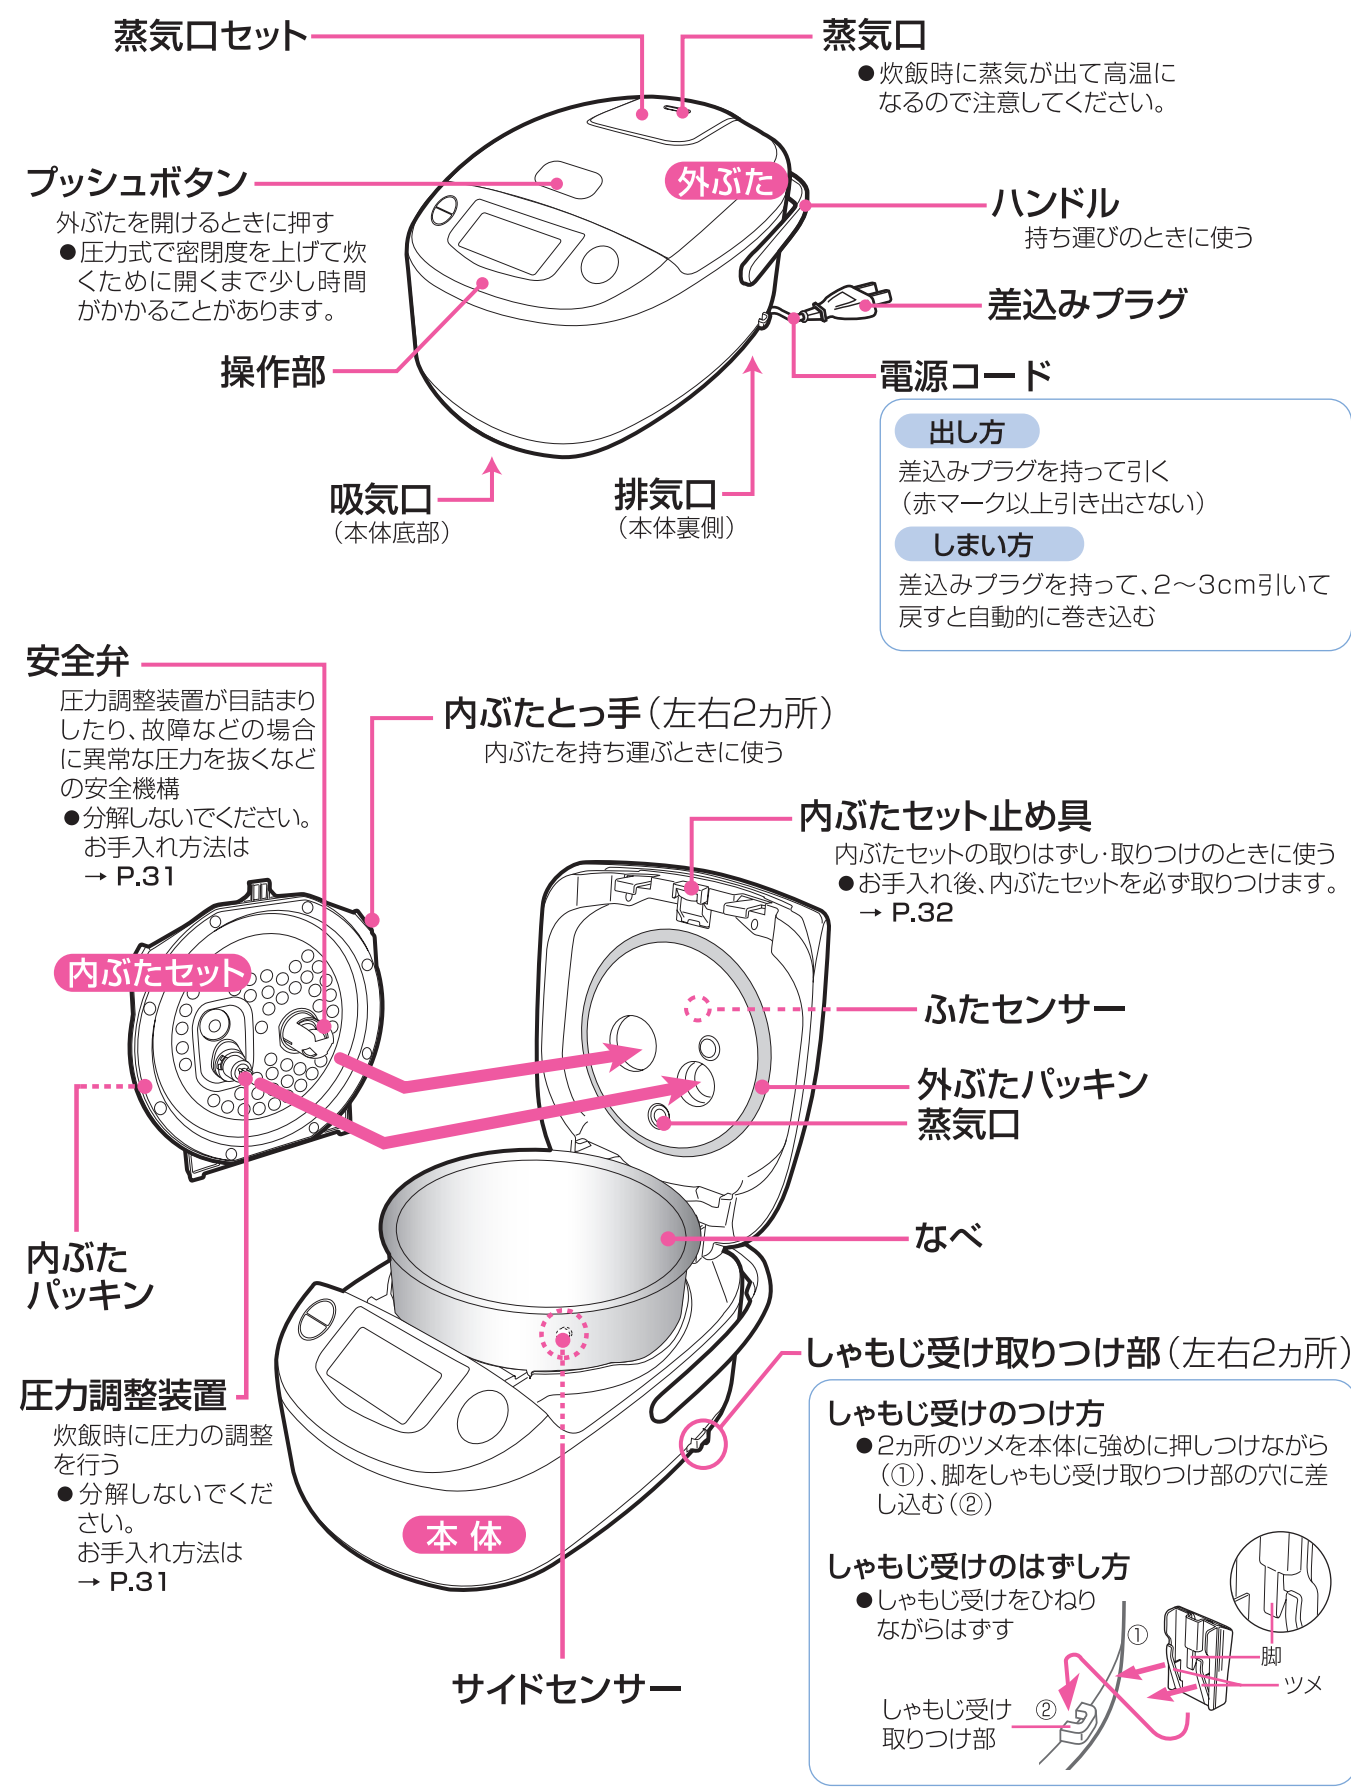 蒸気口セット
蒸気口
●炊飯時に蒸気が出て高温に
なるので注意してください。
プッシュボタン
外ぶたを開けるときに押す
●圧力式で密閉度を上げて炊
くために開くまで少し時間
がかかることがあります。
外ぶた
ハンドル
持ち運びのときに使う
差込みプラグ
操作部
電源コード
出し方
差込みプラグを持って引く
（赤マーク以上引き出さない）
しまい方
差込みプラグを持って、2〜3cm引いて
戻すと自動的に巻き込む
吸気口
（本体底部）
排気口
（本体裏側）
安全弁
圧力調整装置が目詰まり
したり、故障などの場合
に異常な圧力を抜くなど
の安全機構
●分解しないでください。
お手入れ方法は
→ P.31
内ぶたとっ手（左右2ヵ所）
内ぶたを持ち運ぶときに使う
内ぶたセット止め具
内ぶたセットの取りはずし・取りつけのときに使う
●お手入れ後、内ぶたセットを必ず取りつけます。
→ P.32
内ぶたセット
ふたセンサー
外ぶたパッキン
蒸気口
なべ
内ぶた
パッキン
圧力調整装置
炊飯時に圧力の調整
を行う
●分解しないでくだ
さい。
お手入れ方法は
→ P.31
本体
サイドセンサー
しゃもじ受け取りつけ部（左右2ヵ所）
しゃもじ受けのつけ方
●2ヵ所のツメを本体に強めに押しつけながら
（①）、脚をしゃもじ受け取りつけ部の穴に差
し込む（②）
しゃもじ受けのはずし方
●しゃもじ受けをひねり
ながらはずす
①
脚
ツメ
しゃもじ受け
取りつけ部
②